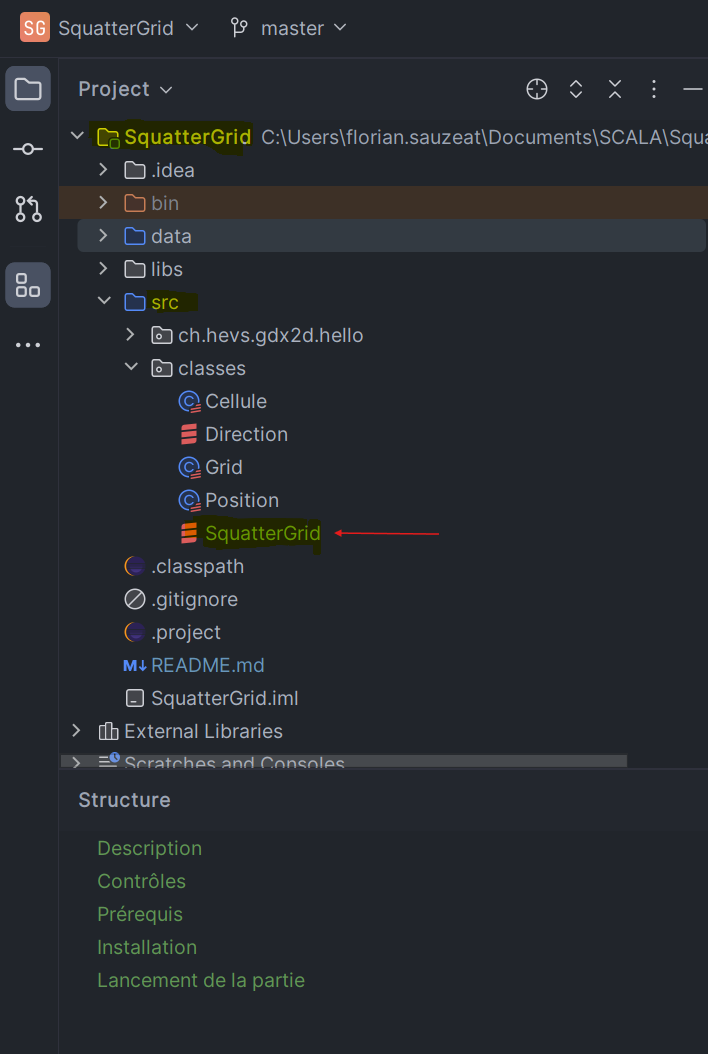 SG SquatterGrid master
Project
SquatterGrid C:\Users\florian.sauzeat\Documents\SCALA\Squa
.idea
bin
data
libs
src
ch.hevs.gdx2d.hello
classes
Cellule
Direction
Grid
Position
SquatterGrid
.classpath
.gitignore
.project
M↓ README.md
SquatterGrid.iml
External Libraries
Scratches and Consoles
Structure
Description
Contrôles
Prérequis
Installation
Lancement de la partie